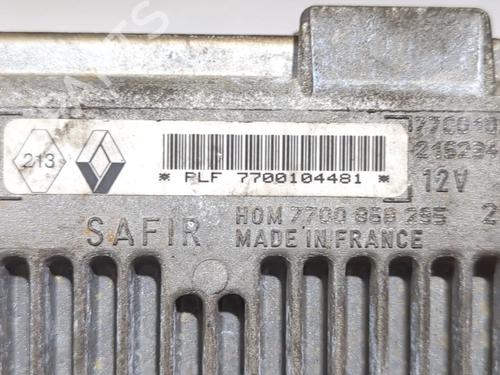 213
* PLF 7700104481 *
12V
SAFIR
HOM 7700 868 295
MADE IN FRANCE